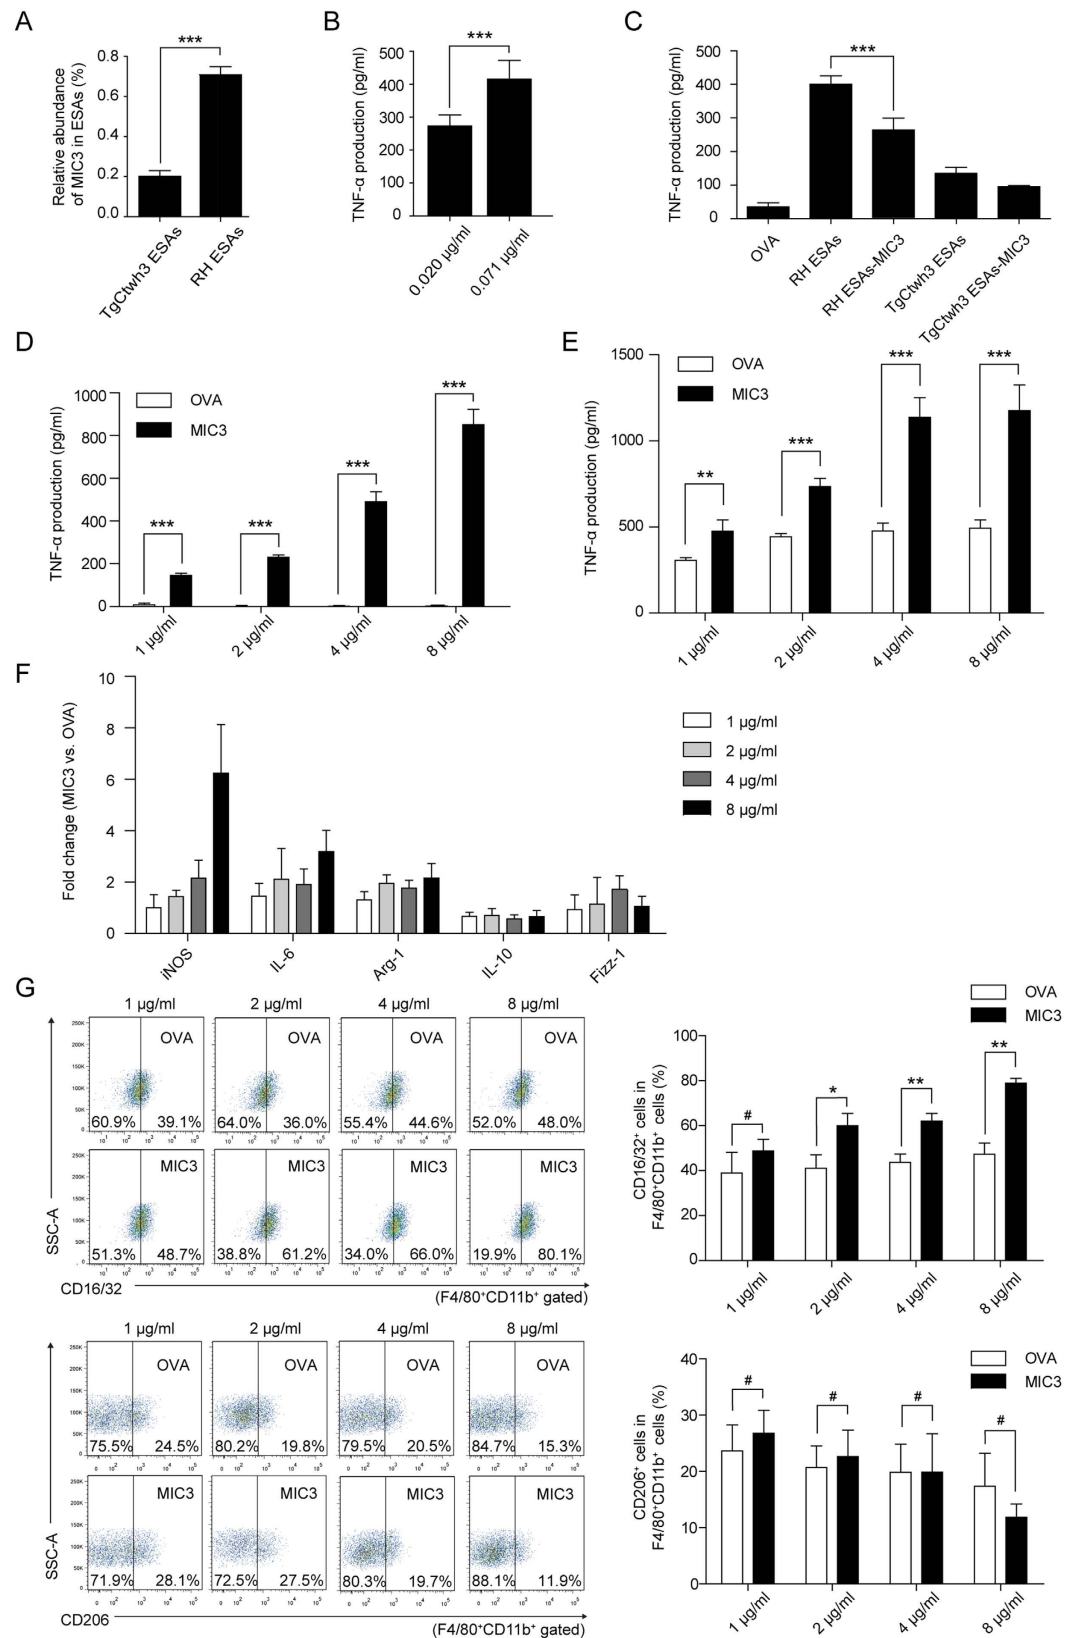 A
Relative abundance
of MIC3 in ESAs (%)
0.8
0.6
0.4
0.2
0.0
***
TgCtwh3 ESAs
RH ESAs
B
TNF-α production (pg/ml)
500
400
300
200
100
0
***
0.020 µg/ml
0.071 µg/ml
C
TNF-α production (pg/ml)
500
400
300
200
100
0
***
OVA
RH ESAs
RH ESAs-MIC3
TgCtwh3 ESAs
TgCtwh3 ESAs-MIC3
D
TNF-α production (pg/ml)
1000
800
600
400
200
0
OVA
MIC3
***
***
***
***
1 µg/ml
2 µg/ml
4 µg/ml
8 µg/ml
E
TNF-α production (pg/ml)
1500
1000
500
0
OVA
MIC3
**
***
***
***
1 µg/ml
2 µg/ml
4 µg/ml
8 µg/ml
F
Fold change (MIC3 vs. OVA)
10
8
6
4
2
0
iNOS
IL-6
Arg-1
IL-10
Fizz-1
1 µg/ml
2 µg/ml
4 µg/ml
8 µg/ml
G
1 µg/ml 2 µg/ml 4 µg/ml 8 µg/ml
OVA OVA OVA OVA
60.9% 39.1% 64.0% 36.0% 55.4% 44.6% 52.0% 48.0%
MIC3 MIC3 MIC3 MIC3
51.3% 48.7% 38.8% 61.2% 34.0% 66.0% 19.9% 80.1%
SSC-A
CD16/32
(F4/80⁺CD11b⁺ gated)
CD16/32⁺ cells in
F4/80⁺CD11b⁺ cells (%)
100
80
60
40
20
0
OVA
MIC3
#
*
**
**
1 µg/ml
2 µg/ml
4 µg/ml
8 µg/ml
1 µg/ml 2 µg/ml 4 µg/ml 8 µg/ml
OVA OVA OVA OVA
75.5% 24.5% 80.2% 19.8% 79.5% 20.5% 84.7% 15.3%
MIC3 MIC3 MIC3 MIC3
71.9% 28.1% 72.5% 27.5% 80.3% 19.7% 88.1% 11.9%
SSC-A
CD206
(F4/80⁺CD11b⁺ gated)
CD206⁺ cells in
F4/80⁺CD11b⁺ cells (%)
40
30
20
10
0
OVA
MIC3
#
#
#
#
1 µg/ml
2 µg/ml
4 µg/ml
8 µg/ml